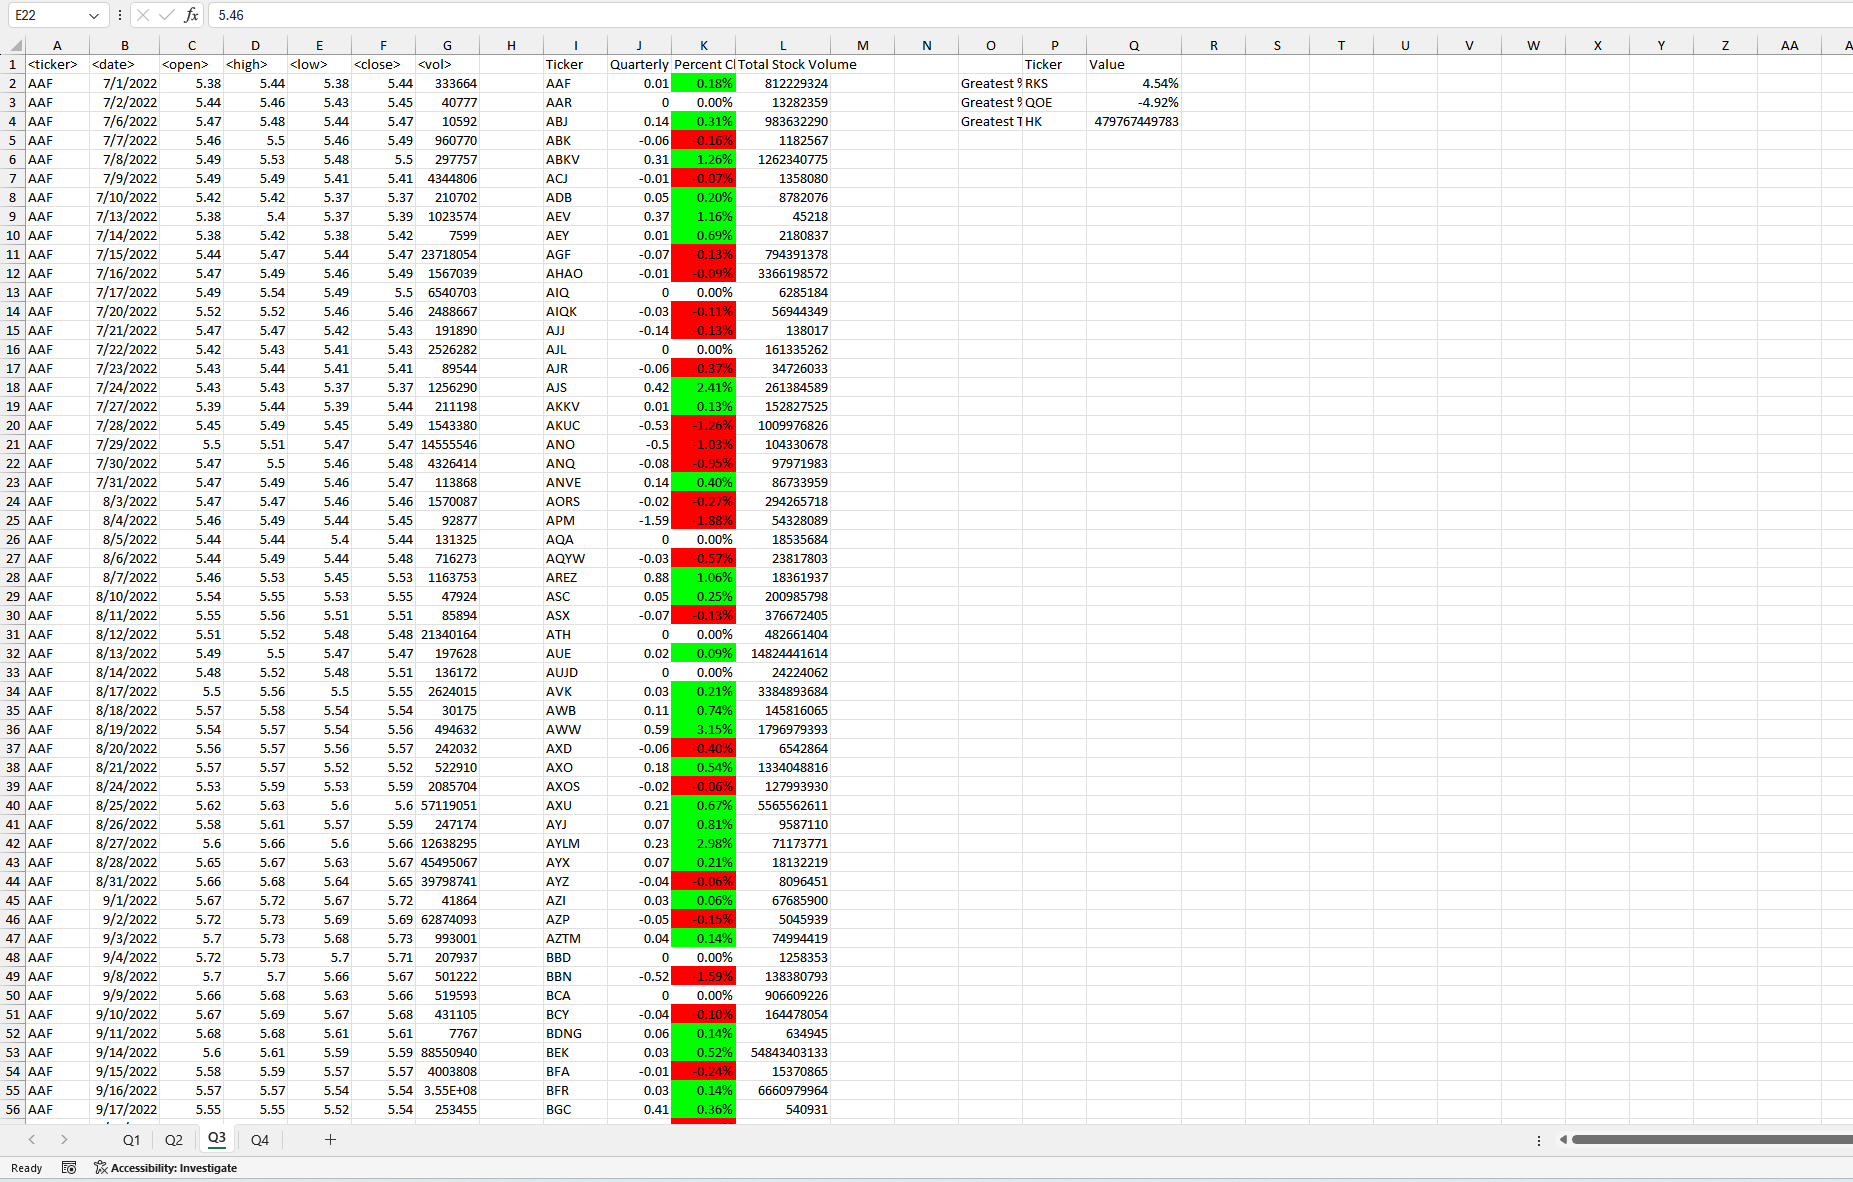 E22 5.46
A B C D E F G H I J K L M N O P Q R S T U V W X Y Z AA A
1 <ticker> <date> <open> <high> <low> <close> <vol> Ticker Quarterly Percent C Total Stock Volume Ticker Value
2 AAF 7/1/2022 5.38 5.44 5.38 5.44 333664 AAF 0.01 0.18% 812229324 Greatest % RKS 4.54%
3 AAF 7/2/2022 5.44 5.46 5.43 5.45 40777 AAR 0 0.00% 13282359 Greatest % QOE -4.92%
4 AAF 7/6/2022 5.47 5.48 5.44 5.47 10592 ABJ 0.14 0.31% 983632290 Greatest T HK 479767449783
5 AAF 7/7/2022 5.46 5.5 5.46 5.49 960770 ABK -0.06 -0.16% 1182567
6 AAF 7/8/2022 5.49 5.53 5.48 5.5 297757 ABKV 0.31 1.26% 1262340775
7 AAF 7/9/2022 5.49 5.49 5.41 5.41 4344806 ACJ -0.01 -0.07% 1358080
8 AAF 7/10/2022 5.42 5.42 5.37 5.37 210702 ADB 0.05 0.20% 8782076
9 AAF 7/13/2022 5.38 5.4 5.37 5.39 1023574 AEV 0.37 1.16% 45218
10 AAF 7/14/2022 5.38 5.42 5.38 5.42 7599 AEY 0.01 0.69% 2180837
11 AAF 7/15/2022 5.44 5.47 5.44 5.47 23718054 AGF -0.07 -0.13% 794391378
12 AAF 7/16/2022 5.47 5.49 5.46 5.49 1567039 AHAO -0.01 -0.09% 3366198572
13 AAF 7/17/2022 5.49 5.54 5.49 5.5 6540703 AIQ 0 0.00% 6285184
14 AAF 7/20/2022 5.52 5.52 5.46 5.46 2488667 AIQK -0.03 -0.11% 56944349
15 AAF 7/21/2022 5.47 5.47 5.42 5.43 191890 AJJ -0.14 -0.13% 138017
16 AAF 7/22/2022 5.42 5.43 5.41 5.43 2526282 AJL 0 0.00% 161335262
17 AAF 7/23/2022 5.43 5.44 5.41 5.41 89544 AJR -0.06 -0.37% 34726033
18 AAF 7/24/2022 5.43 5.43 5.37 5.37 1256290 AJS 0.42 2.41% 261384589
19 AAF 7/27/2022 5.39 5.44 5.39 5.44 211198 AKKV 0.01 0.13% 152827525
20 AAF 7/28/2022 5.45 5.49 5.45 5.49 1543380 AKUC -0.53 -1.26% 1009976826
21 AAF 7/29/2022 5.5 5.51 5.47 5.47 14555546 ANO -0.5 -1.03% 104330678
22 AAF 7/30/2022 5.47 5.5 5.46 5.48 4326414 ANQ -0.08 -0.95% 97971983
23 AAF 7/31/2022 5.47 5.49 5.46 5.47 113868 ANVE 0.14 0.40% 86733959
24 AAF 8/3/2022 5.47 5.47 5.46 5.46 1570087 AORS -0.02 -0.27% 294265718
25 AAF 8/4/2022 5.46 5.49 5.44 5.45 92877 APM -1.59 -1.88% 54328089
26 AAF 8/5/2022 5.44 5.44 5.4 5.44 131325 AQA 0 0.00% 18535684
27 AAF 8/6/2022 5.44 5.49 5.44 5.48 716273 AQYW -0.03 -0.57% 23817803
28 AAF 8/7/2022 5.46 5.53 5.45 5.53 1163753 AREZ 0.88 1.06% 18361937
29 AAF 8/10/2022 5.54 5.55 5.53 5.55 47924 ASC 0.05 0.25% 200985798
30 AAF 8/11/2022 5.55 5.56 5.51 5.51 85894 ASX -0.07 -0.13% 376672405
31 AAF 8/12/2022 5.51 5.52 5.48 5.48 21340164 ATH 0 0.00% 482661404
32 AAF 8/13/2022 5.49 5.5 5.47 5.47 197628 AUE 0.02 0.09% 14824441614
33 AAF 8/14/2022 5.48 5.52 5.48 5.51 136172 AUJD 0 0.00% 24224062
34 AAF 8/17/2022 5.5 5.56 5.5 5.55 2624015 AVK 0.03 0.21% 3384893684
35 AAF 8/18/2022 5.57 5.58 5.54 5.54 30175 AWB 0.11 0.74% 145816065
36 AAF 8/19/2022 5.54 5.57 5.54 5.56 494632 AWW 0.59 3.15% 1796979393
37 AAF 8/20/2022 5.56 5.57 5.56 5.57 242032 AXD -0.06 -0.40% 6542864
38 AAF 8/21/2022 5.57 5.57 5.52 5.52 522910 AXO 0.18 0.54% 1334048816
39 AAF 8/24/2022 5.53 5.59 5.53 5.59 2085704 AXOS -0.02 -0.06% 127993930
40 AAF 8/25/2022 5.62 5.63 5.6 5.6 57119051 AXU 0.21 0.67% 5565562611
41 AAF 8/26/2022 5.58 5.61 5.57 5.59 247174 AYJ 0.07 0.81% 9587110
42 AAF 8/27/2022 5.6 5.66 5.6 5.66 12638295 AYLM 0.23 2.98% 71173771
43 AAF 8/28/2022 5.65 5.67 5.63 5.67 45495067 AYX 0.07 0.21% 18132219
44 AAF 8/31/2022 5.66 5.68 5.64 5.65 39798741 AYZ -0.04 -0.06% 8096451
45 AAF 9/1/2022 5.67 5.72 5.67 5.72 41864 AZI 0.03 0.06% 67685900
46 AAF 9/2/2022 5.72 5.73 5.69 5.69 62874093 AZP -0.05 -0.15% 5045939
47 AAF 9/3/2022 5.7 5.73 5.68 5.73 993001 AZTM 0.04 0.14% 74994419
48 AAF 9/4/2022 5.72 5.73 5.7 5.71 207937 BBD 0 0.00% 1258353
49 AAF 9/8/2022 5.7 5.7 5.66 5.67 501222 BBN -0.52 -1.59% 138380793
50 AAF 9/9/2022 5.66 5.68 5.63 5.66 519593 BCA 0 0.00% 906609226
51 AAF 9/10/2022 5.67 5.69 5.67 5.68 431105 BCY -0.04 -0.10% 164478054
52 AAF 9/11/2022 5.68 5.68 5.61 5.61 7767 BDNG 0.06 0.14% 634945
53 AAF 9/14/2022 5.6 5.61 5.59 5.59 88550940 BEK 0.03 0.52% 54843403133
54 AAF 9/15/2022 5.58 5.59 5.57 5.57 4003808 BFA -0.01 -0.24% 15370865
55 AAF 9/16/2022 5.57 5.57 5.54 5.54 3.55E+08 BFR 0.03 0.14% 6660979964
56 AAF 9/17/2022 5.55 5.55 5.52 5.54 253455 BGC 0.41 0.36% 540931
Q1 Q2 Q3 Q4
Ready Accessibility: Investigate